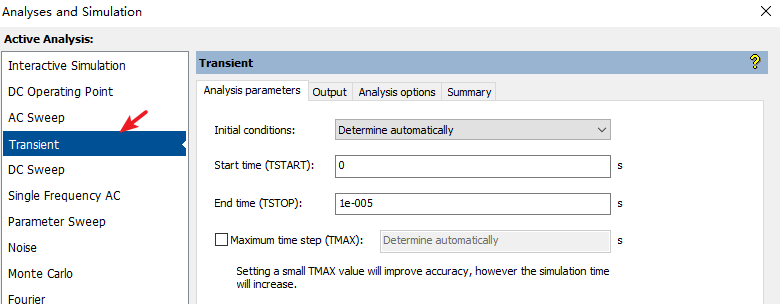 Analyses and Simulation
Active Analysis:
Interactive Simulation
DC Operating Point
AC Sweep
Transient
DC Sweep
Single Frequency AC
Parameter Sweep
Noise
Monte Carlo
Fourier
Transient
?
Analysis parameters Output Analysis options Summary
Initial conditions: Determine automatically
Start time (TSTART): 0 s
End time (TSTOP): 1e-005 s
Maximum time step (TMAX): Determine automatically s
Setting a small TMAX value will improve accuracy, however the simulation time
will increase.